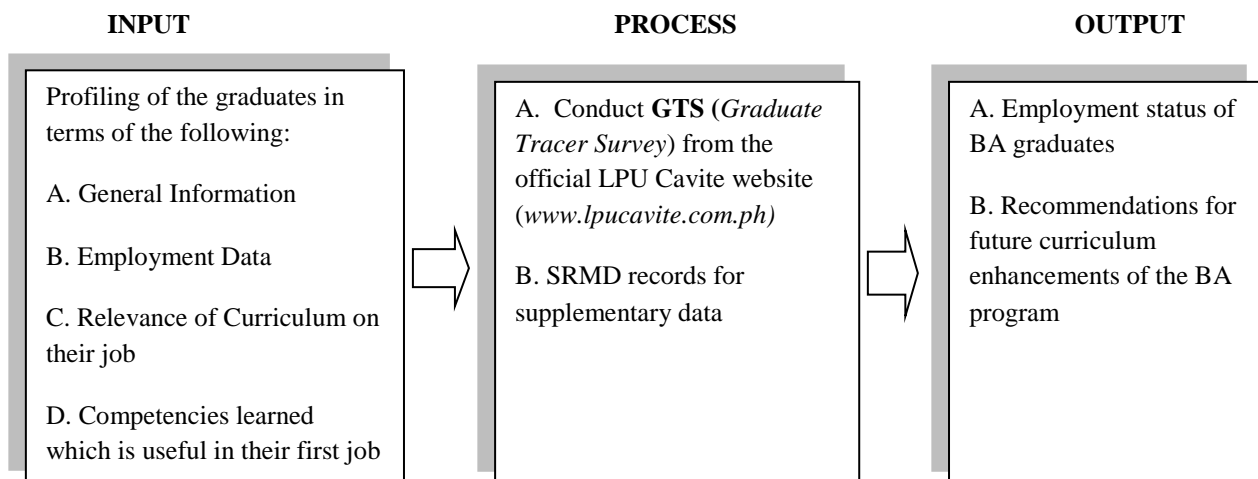 INPUT
PROCESS
OUTPUT
Profiling of the graduates in
terms of the following:
A. General Information
B. Employment Data
C. Relevance of Curriculum on
their job
D. Competencies learned
which is useful in their first job
A. Conduct GTS (Graduate
Tracer Survey) from the
official LPU Cavite website
(www.lpucavite.com.ph)
B. SRMD records for
supplementary data
A. Employment status of
BA graduates
B. Recommendations for
future curriculum
enhancements of the BA
program